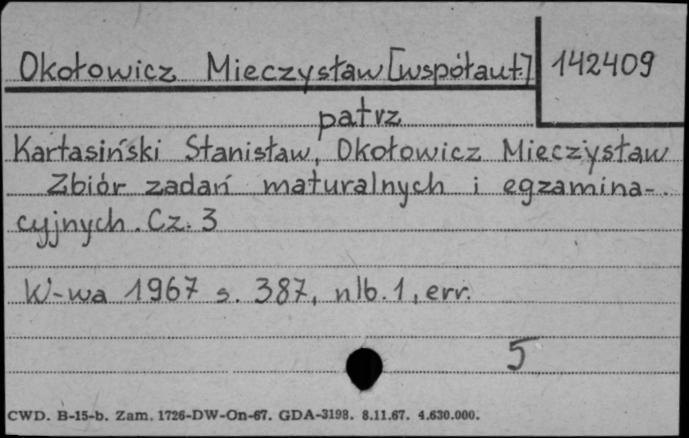 Okołowicz Mieczysław [współaut.] 142409
patrz
Kartasiński Stanisław, Okołowicz Mieczysław
Zbiór zadań maturalnych i egzamina-
cyjnych. Cz. 3
W-wa 1967 s. 387, nlb. 1, err.
5
CWD. B-15-b. Zam. 1726-DW-On-67. GDA-3198. 8.11.67. 4.630.000.